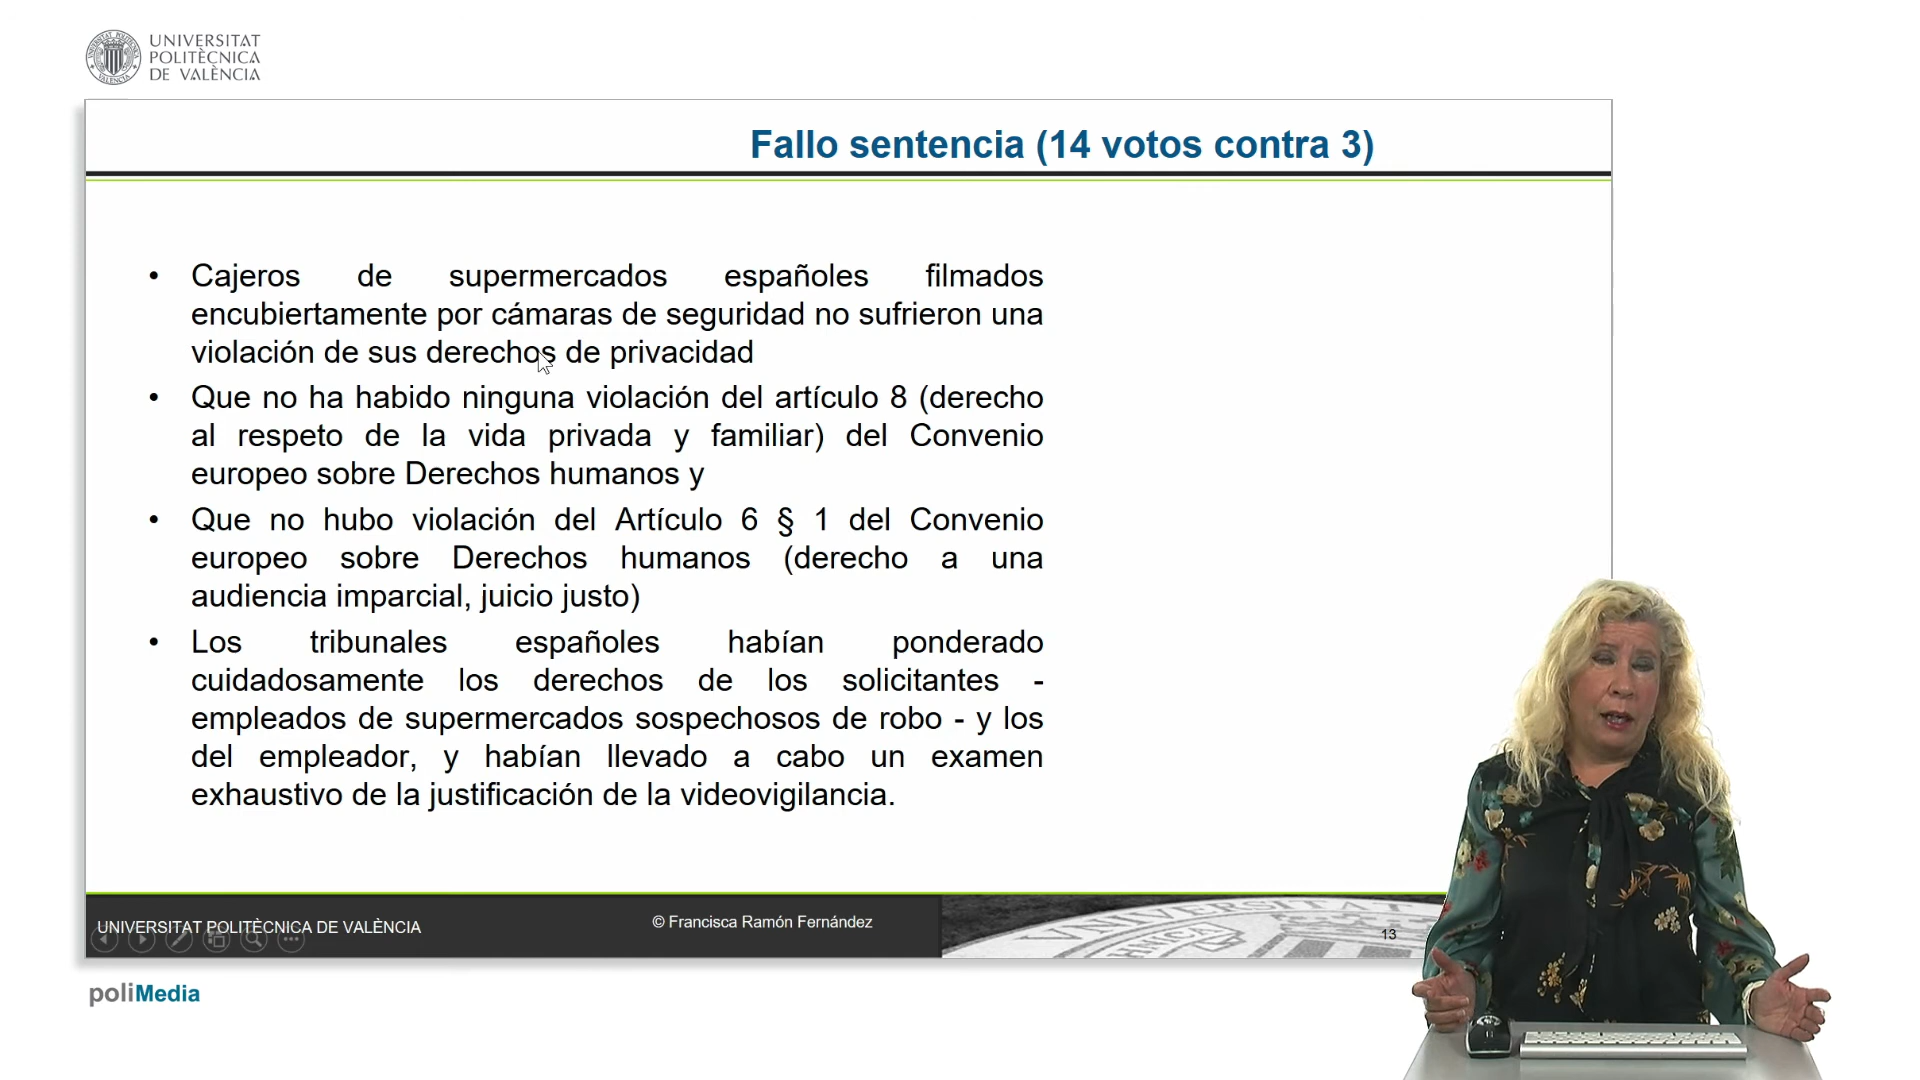 UNIVERSITAT
POLITÈCNICA
DE VALÈNCIA
Fallo sentencia (14 votos contra 3)
• Cajeros de supermercados españoles filmados
encubiertamente por cámaras de seguridad no sufrieron una
violación de sus derechos de privacidad
• Que no ha habido ninguna violación del artículo 8 (derecho
al respeto de la vida privada y familiar) del Convenio
europeo sobre Derechos humanos y
• Que no hubo violación del Artículo 6 § 1 del Convenio
europeo sobre Derechos humanos (derecho a una
audiencia imparcial, juicio justo)
• Los tribunales españoles habían ponderado
cuidadosamente los derechos de los solicitantes -
empleados de supermercados sospechosos de robo - y los
del empleador, y habían llevado a cabo un examen
exhaustivo de la justificación de la videovigilancia.
UNIVERSITAT POLITÈCNICA DE VALÈNCIA
© Francisca Ramón Fernández
13
poliMedia